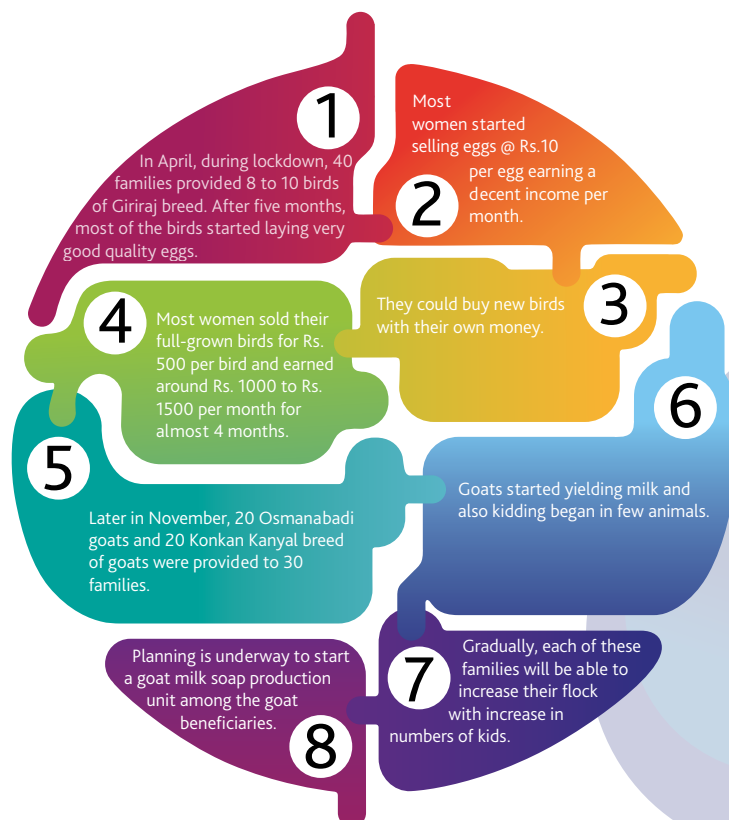 1
In April, during lockdown, 40
families provided 8 to 10 birds
of Giriraj breed. After five months,
most of the birds started laying very
good quality eggs.
2
Most
women started
selling eggs @ Rs.10
per egg earning a
decent income per
month.
3
They could buy new birds
with their own money.
4
Most women sold their
full-grown birds for Rs.
500 per bird and earned
around Rs. 1000 to Rs.
1500 per month for
almost 4 months.
5
Later in November, 20 Osmanabadi
goats and 20 Konkan Kanyal breed
of goats were provided to 30
families.
6
Goats started yielding milk and
also kidding began in few animals.
7
Gradually, each of these
families will be able to
increase their flock
with increase in
numbers of kids.
8
Planning is underway to start
a goat milk soap production
unit among the goat
beneficiaries.